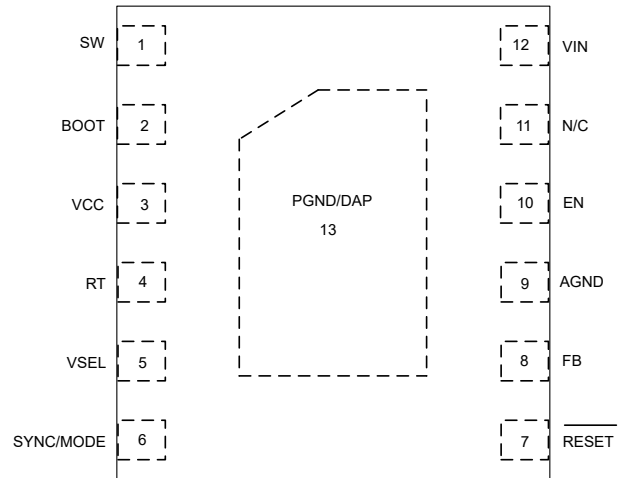 SW 1 12 VIN
BOOT 2 11 N/C
VCC 3 10 EN
PGND/DAP
13
RT 4 9 AGND
VSEL 5 8 FB
SYNC/MODE 6 7 RESET